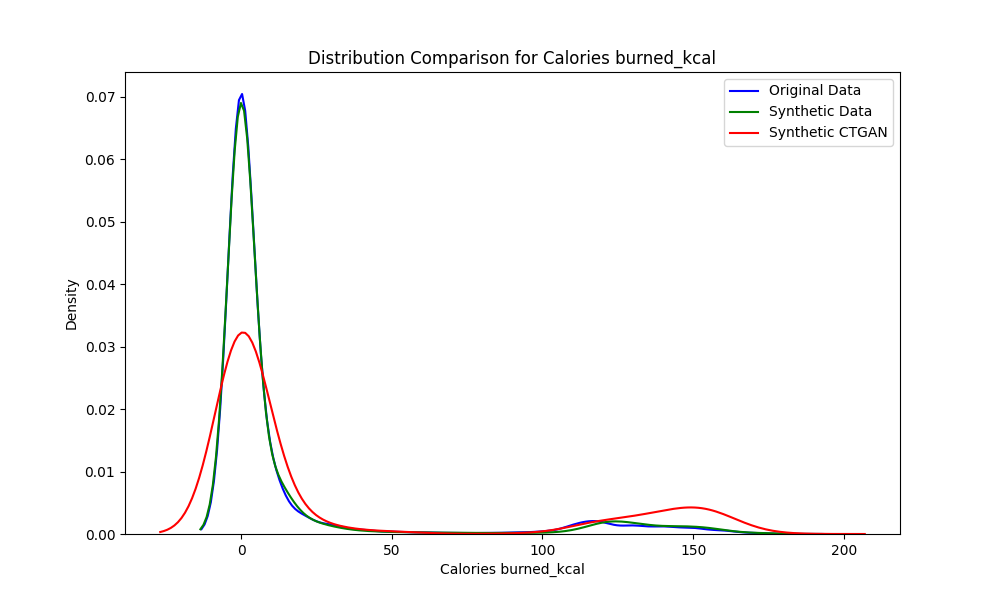 Distribution Comparison for Calories burned_kcal
Original Data
Synthetic Data
Synthetic CTGAN
0.07
0.06
0.05
0.04
0.03
0.02
0.01
0.00
Density
0
50
100
150
200
Calories burned_kcal